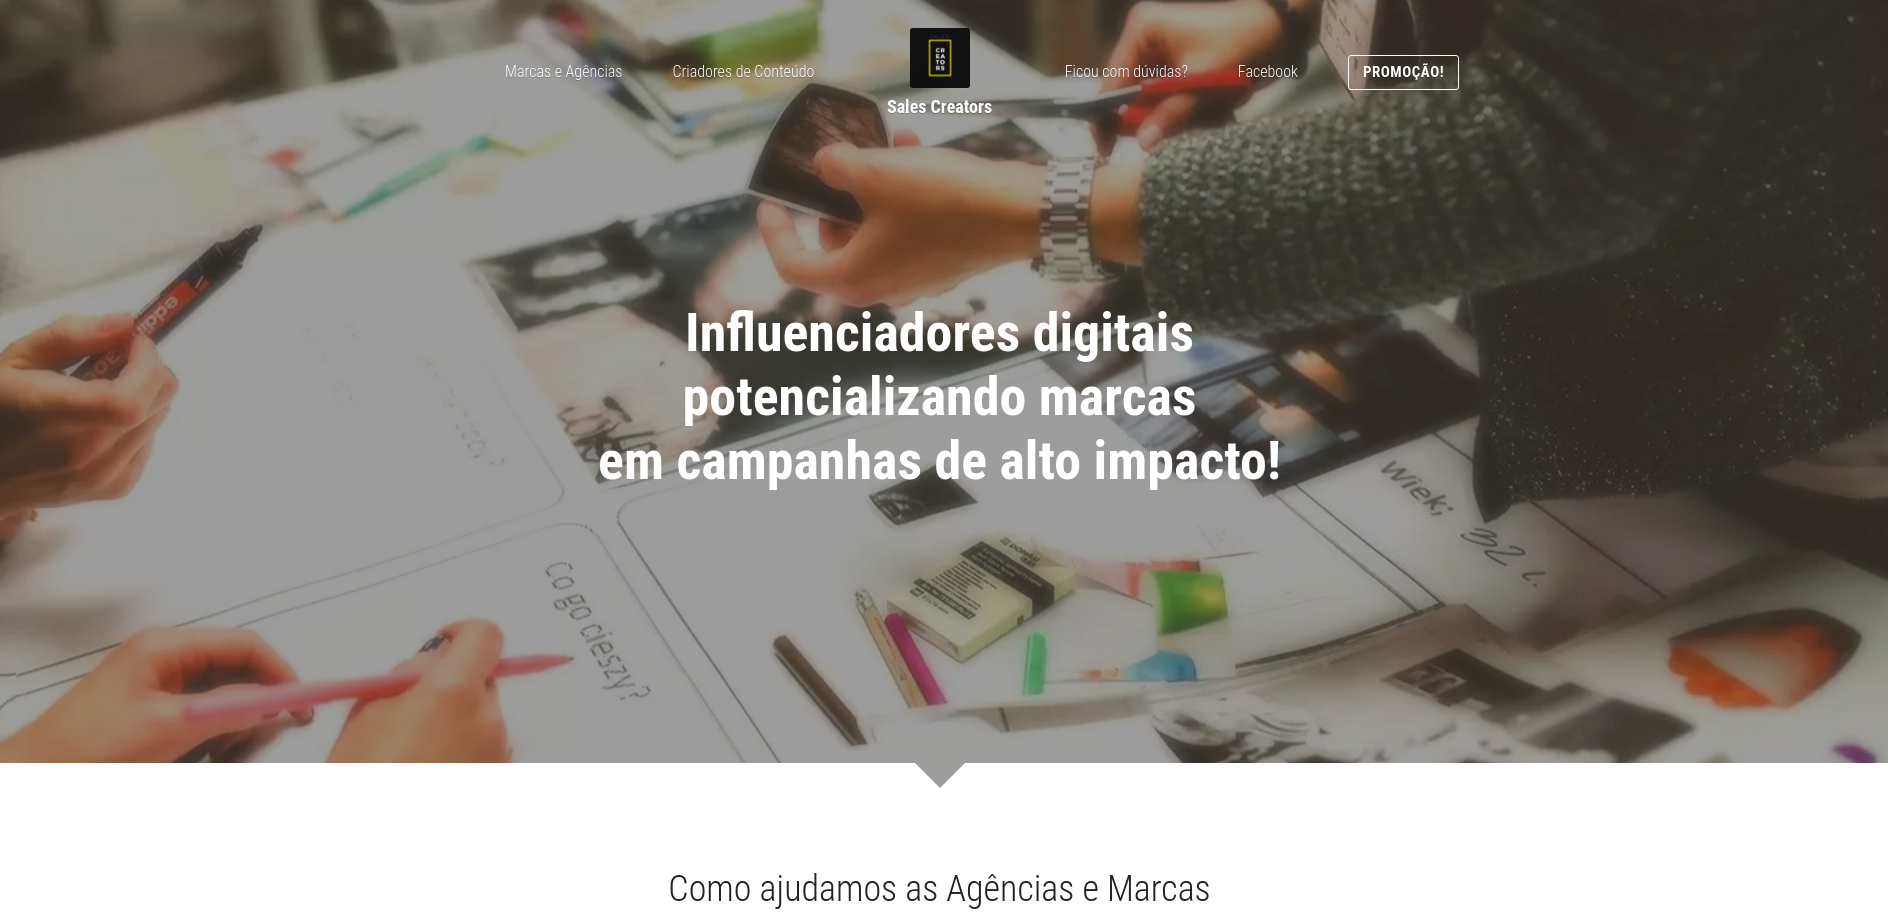 Marcas e Agências
Criadores de Conteúdo
CR
EA
TO
RS
Sales Creators
Ficou com dúvidas?
Facebook
PROMOÇÃO!
Influenciadores digitais
potencializando marcas
em campanhas de alto impacto!
edding
Wiek;
32 l.
Co go cieszy?
DONAU
Como ajudamos as Agências e Marcas